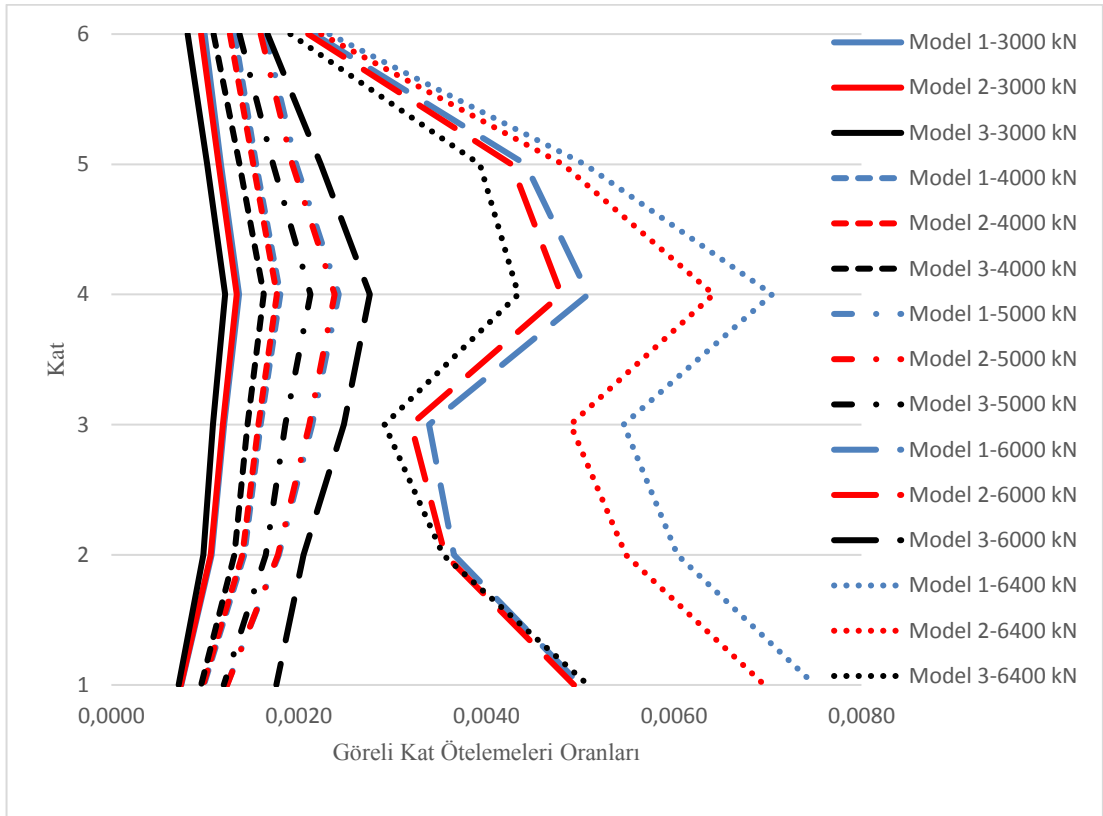 6
5
4
3
2
1
Kat
0,0000
0,0020
0,0040
0,0060
0,0080
Göreli Kat Ötelemeleri Oranları
Model 1-3000 kN
Model 2-3000 kN
Model 3-3000 kN
Model 1-4000 kN
Model 2-4000 kN
Model 3-4000 kN
Model 1-5000 kN
Model 2-5000 kN
Model 3-5000 kN
Model 1-6000 kN
Model 2-6000 kN
Model 3-6000 kN
Model 1-6400 kN
Model 2-6400 kN
Model 3-6400 kN